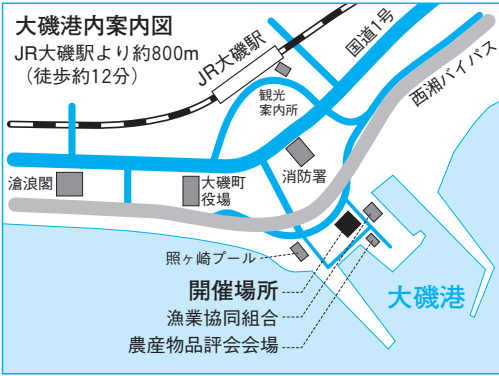 大磯港内案内図
JR大磯駅より約800m
（徒歩約12分）
JR大磯駅
国道1号
西湘バイパス
観光
案内所
消防署
滄浪閣
大磯町
役場
照ヶ崎プール
開催場所
漁業協同組合
農産物品評会会場
大磯港